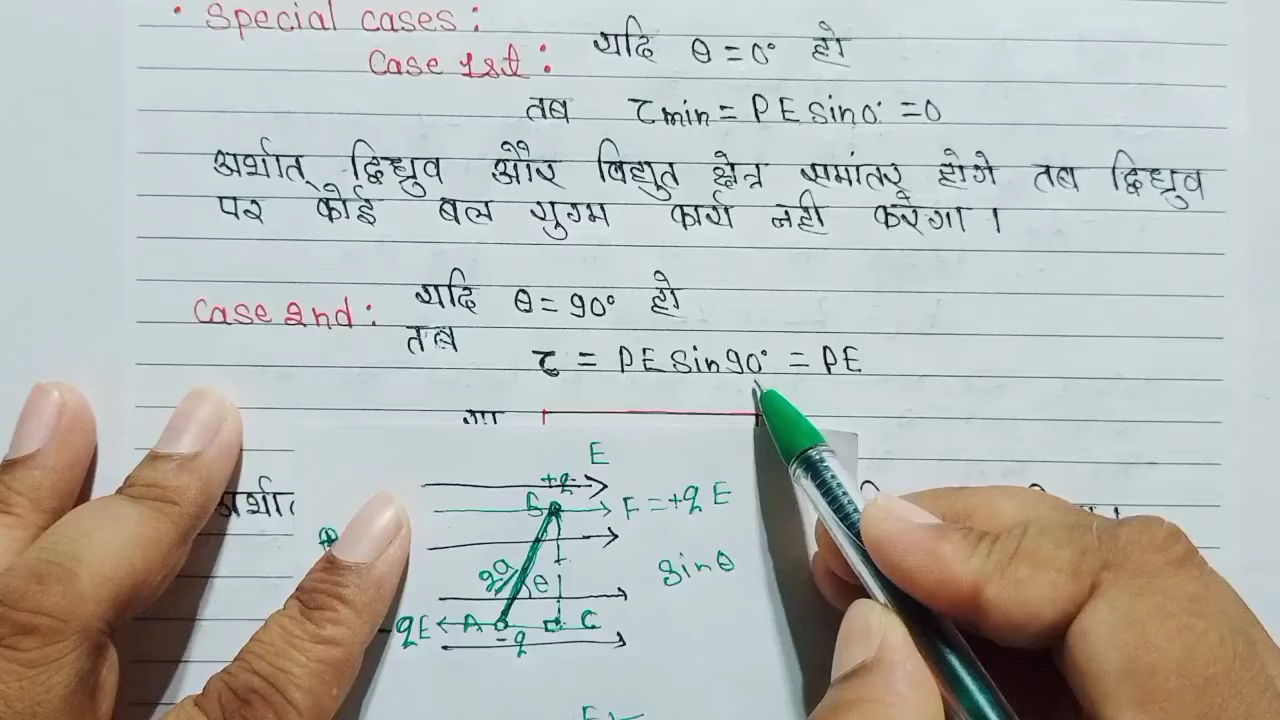 • Special cases:
Case 1st: यदि θ = 0° हो
तब τmin = PE Sin0° = 0
अर्थात् द्विध्रुव और विद्युत क्षेत्र समांतर होगे तब द्विध्रुव
पर कोई बल युग्म कार्य नही करेगा ।
Case 2nd: यदि θ = 90° हो
तब
τ = PE Sin90° = PE
E
+q
B F = +qE
2a θ sinθ
qE A C
-q